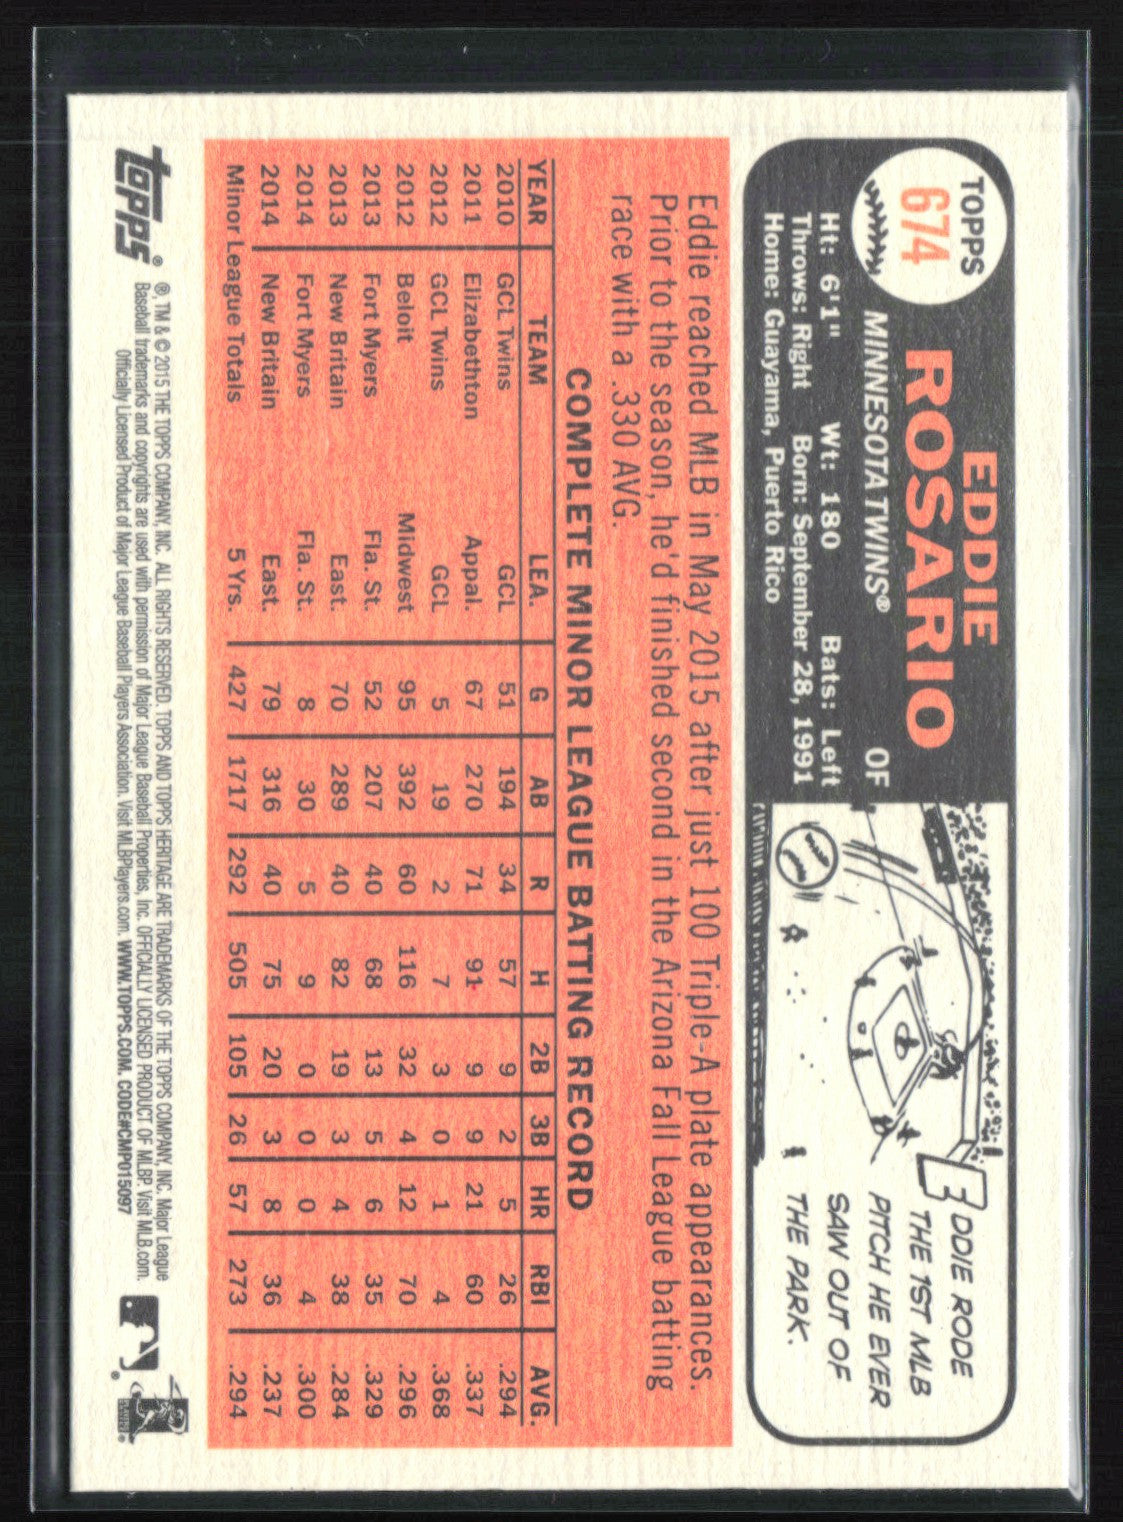 TOPPS
674
EDDIE
ROSARIO
MINNESOTA TWINS® OF
Ht: 6'1" Wt: 180 Bats: Left
Throws: Right Born: September 28, 1991
Home: Guayama, Puerto Rico
EDDIE RODE
THE 1ST MLB
PITCH HE EVER
SAW OUT OF
THE PARK.
Eddie reached MLB in May 2015 after just 100 Triple-A plate appearances.
Prior to the season, he'd finished second in the Arizona Fall League batting
race with a .330 AVG.
COMPLETE MINOR LEAGUE BATTING RECORD
YEAR TEAM LEA. G AB R H 2B 3B HR RBI AVG.
2010 GCL Twins GCL 51 194 34 57 9 2 5 26 .294
2011 Elizabethton Appal. 67 270 71 91 9 9 21 60 .337
2012 GCL Twins GCL 5 19 2 7 3 0 1 4 .368
2012 Beloit Midwest 95 392 60 116 32 4 12 70 .296
2013 Fort Myers Fla. St. 52 207 40 68 13 5 6 35 .329
2013 New Britain East. 70 289 40 82 19 3 4 38 .284
2014 Fort Myers Fla. St. 8 30 5 9 0 0 0 4 .300
2014 New Britain East. 79 316 40 75 20 3 8 36 .237
Minor League Totals 5 Yrs. 427 1717 292 505 105 26 57 273 .294
topps®
®, TM & © 2015 THE TOPPS COMPANY, INC. ALL RIGHTS RESERVED. TOPPS AND TOPPS HERITAGE ARE TRADEMARKS OF THE TOPPS COMPANY, INC. Major League
Baseball trademarks and copyrights are used with permission of Major League Baseball Properties, Inc. OFFICIALLY LICENSED PRODUCT OF MLBP. Visit MLB.com.
Officially Licensed Product of Major League Baseball Players Association. Visit MLBPlayers.com. WWW.TOPPS.COM. CODE#CMP015097